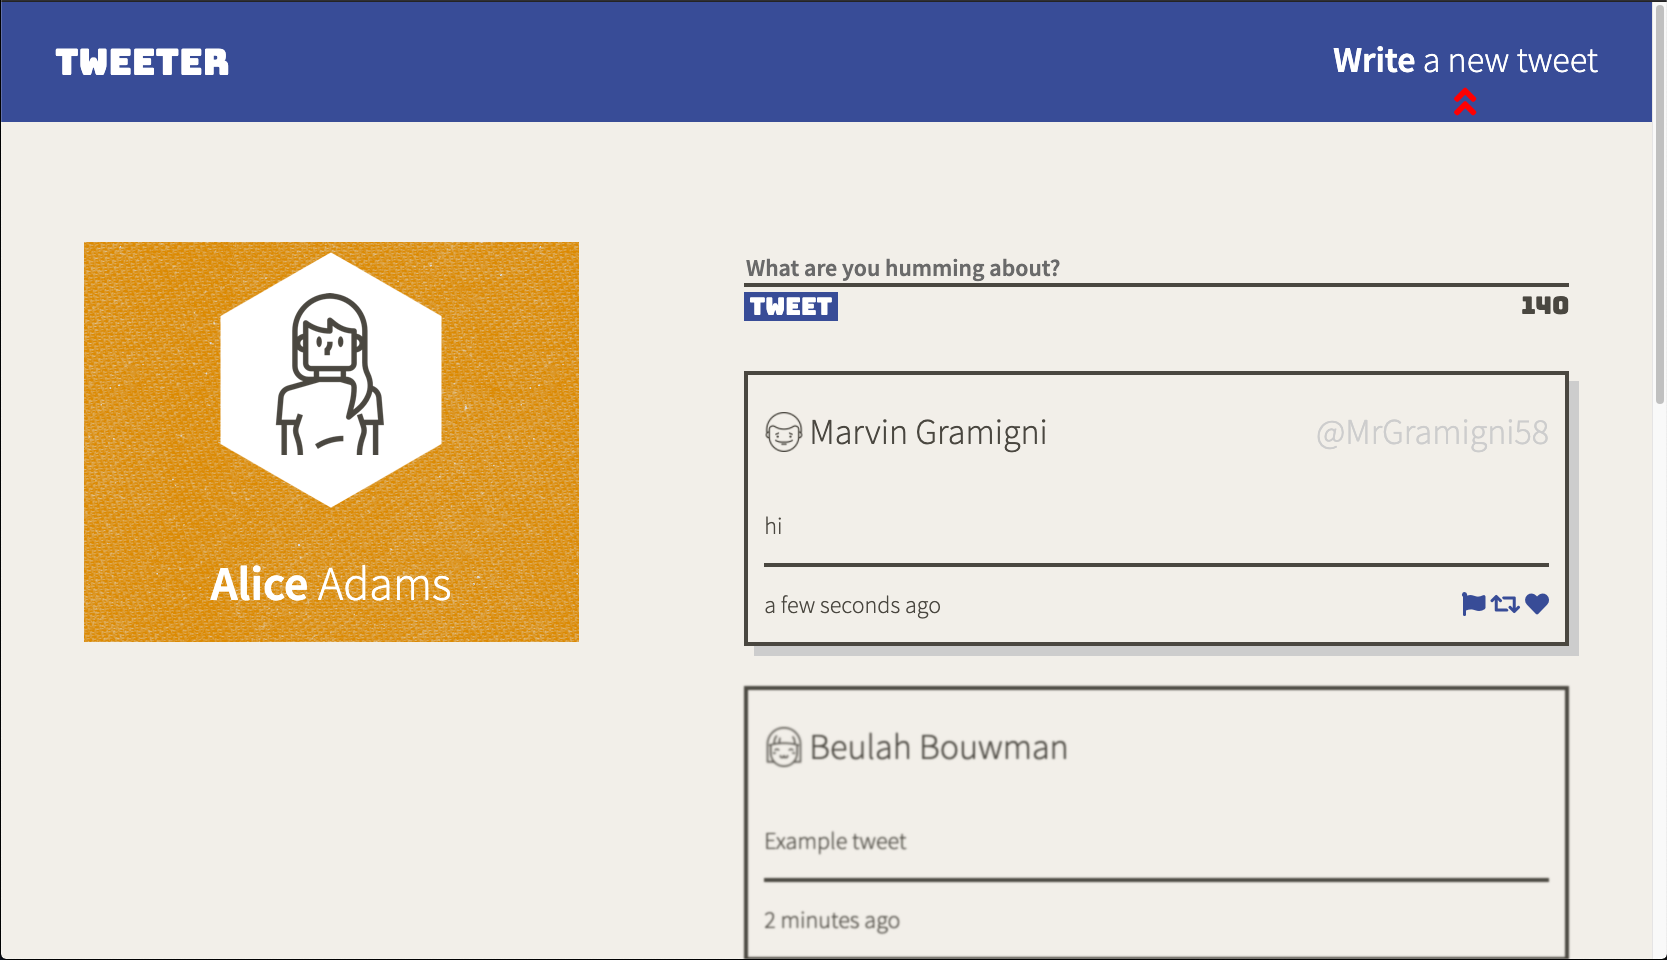 TWEETER
Write a new tweet
Alice Adams
What are you humming about?
TWEET
140
Marvin Gramigni
@MrGramigni58
hi
a few seconds ago
Beulah Bouwman
Example tweet
2 minutes ago